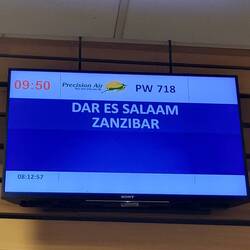 09:50 Precision Air PW 718
DAR ES SALAAM
ZANZIBAR
08:12:57
SONY